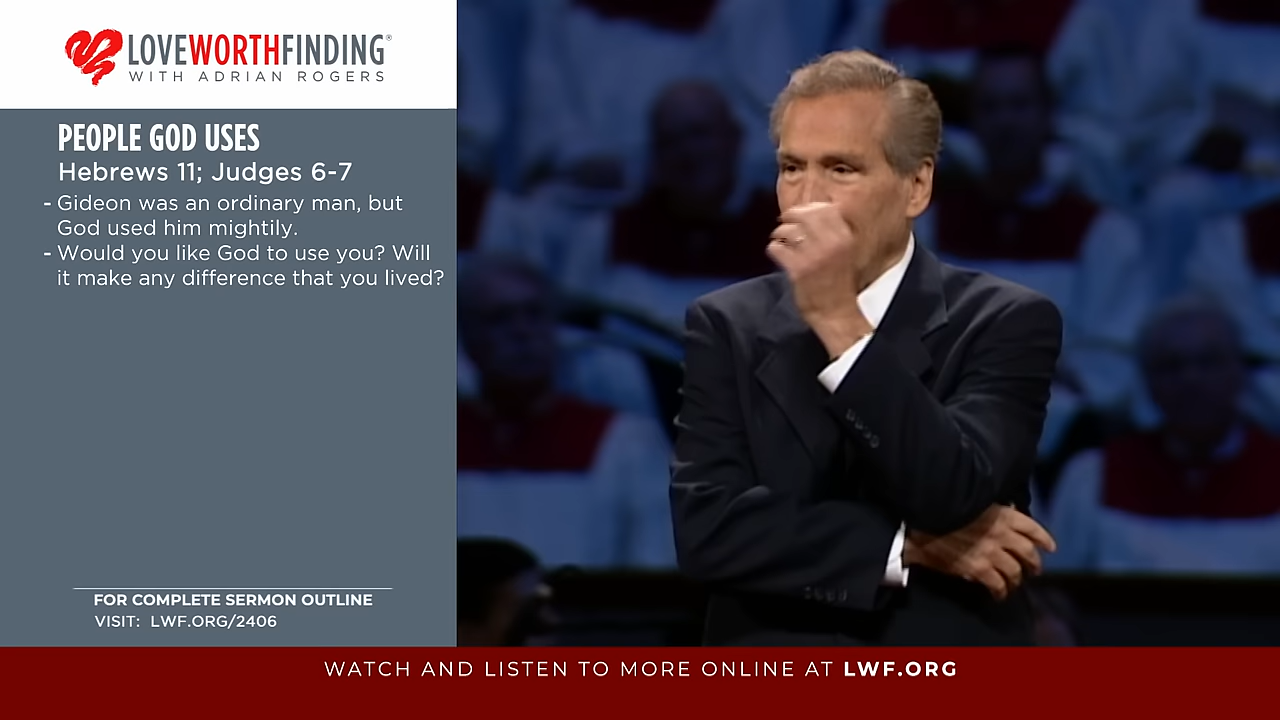 LOVEWORTHFINDING®
WITH ADRIAN ROGERS
PEOPLE GOD USES
Hebrews 11; Judges 6-7
- Gideon was an ordinary man, but
God used him mightily.
- Would you like God to use you? Will
it make any difference that you lived?
FOR COMPLETE SERMON OUTLINE
VISIT: LWF.ORG/2406
WATCH AND LISTEN TO MORE ONLINE AT LWF.ORG